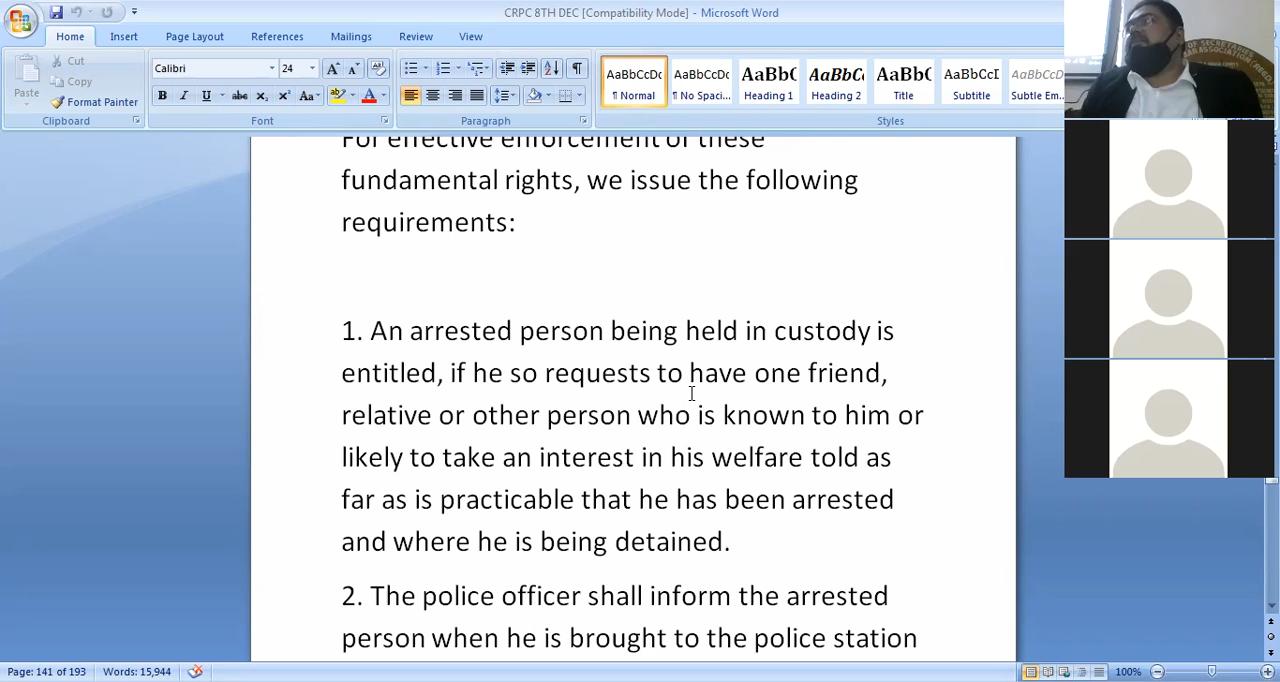 CRPC 8TH DEC [Compatibility Mode] - Microsoft Word
Home Insert Page Layout References Mailings Review View
Paste
Cut
Copy
Format Painter
Clipboard
Calibri 24
Font
Paragraph
AaBbCcDc AaBbCcDc AaBbC AaBbCc AaBbC AaBbCcI AaBbCcD
¶ Normal ¶ No Spaci... Heading 1 Heading 2 Title Subtitle Subtle Em...
Styles
For effective enforcement of these
fundamental rights, we issue the following
requirements:
1. An arrested person being held in custody is
entitled, if he so requests to have one friend,
relative or other person who is known to him or
likely to take an interest in his welfare told as
far as is practicable that he has been arrested
and where he is being detained.
2. The police officer shall inform the arrested
person when he is brought to the police station
Page: 141 of 193 Words: 15,944
100%